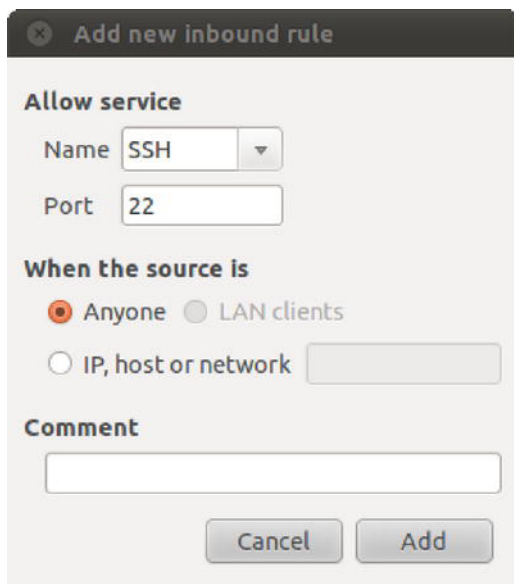 Add new inbound rule
Allow service
Name SSH
Port 22
When the source is
Anyone LAN clients
IP, host or network
Comment
Cancel Add